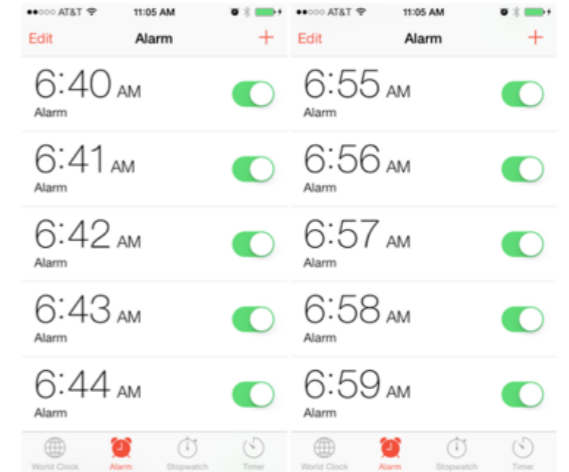 AT&T 11:05 AM
Edit Alarm +
6:40 AM
Alarm
6:41 AM
Alarm
6:42 AM
Alarm
6:43 AM
Alarm
6:44 AM
Alarm
World Clock Alarm Stopwatch Timer
AT&T 11:05 AM
Edit Alarm +
6:55 AM
Alarm
6:56 AM
Alarm
6:57 AM
Alarm
6:58 AM
Alarm
6:59 AM
Alarm
World Clock Alarm Stopwatch Timer